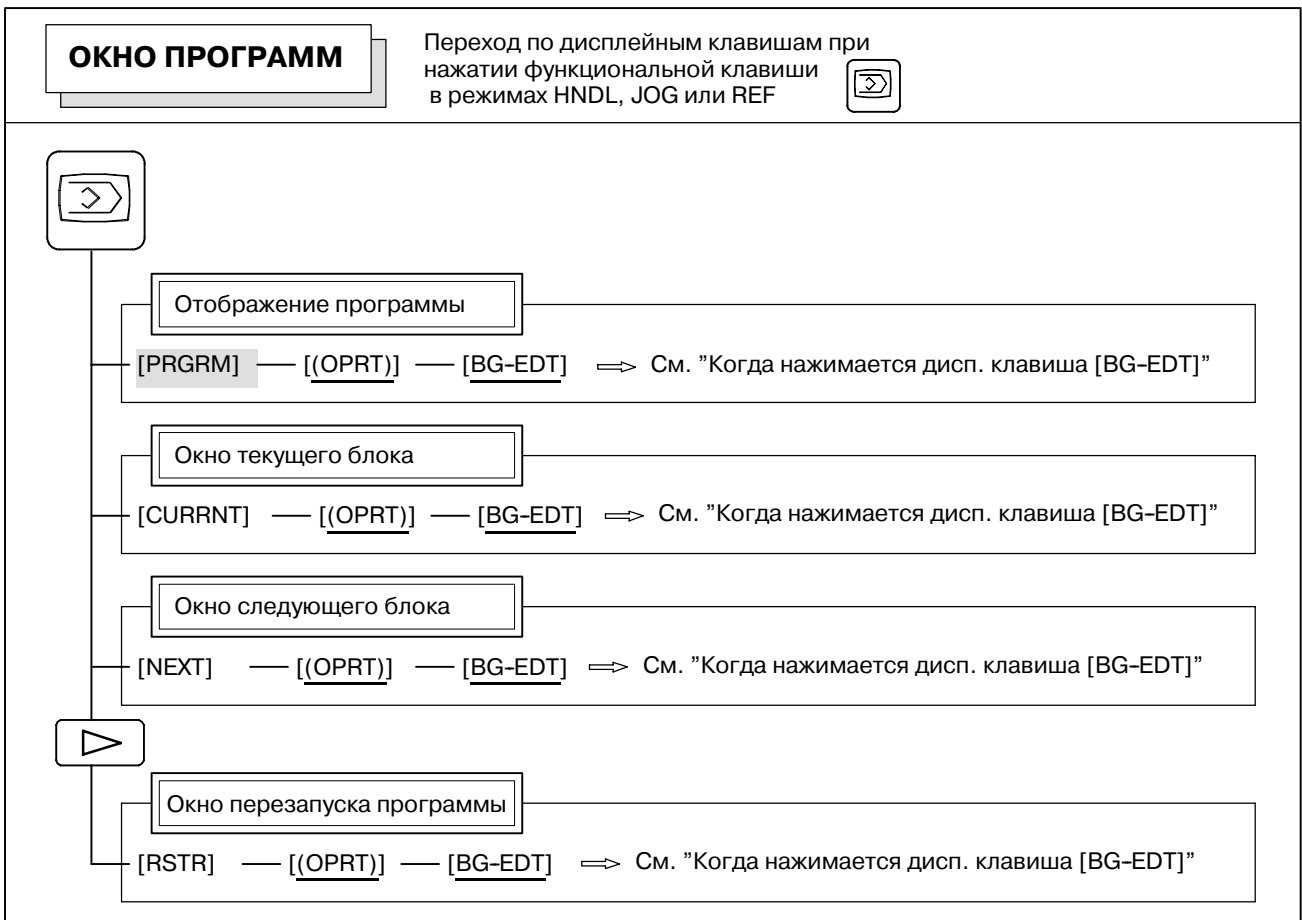 ОКНО ПРОГРАММ
Переход по дисплейным клавишам при
нажатии функциональной клавиши
в режимах HNDL, JOG или REF
Отображение программы
[PRGRM] [(OPRT)] [BG-EDT] См. ”Когда нажимается дисп. клавиша [BG-EDT]”
Окно текущего блока
[CURRNT] [(OPRT)] [BG-EDT] См. ”Когда нажимается дисп. клавиша [BG-EDT]”
Окно следующего блока
[NEXT] [(OPRT)] [BG-EDT] См. ”Когда нажимается дисп. клавиша [BG-EDT]”
Окно перезапуска программы
[RSTR] [(OPRT)] [BG-EDT] См. ”Когда нажимается дисп. клавиша [BG-EDT]”